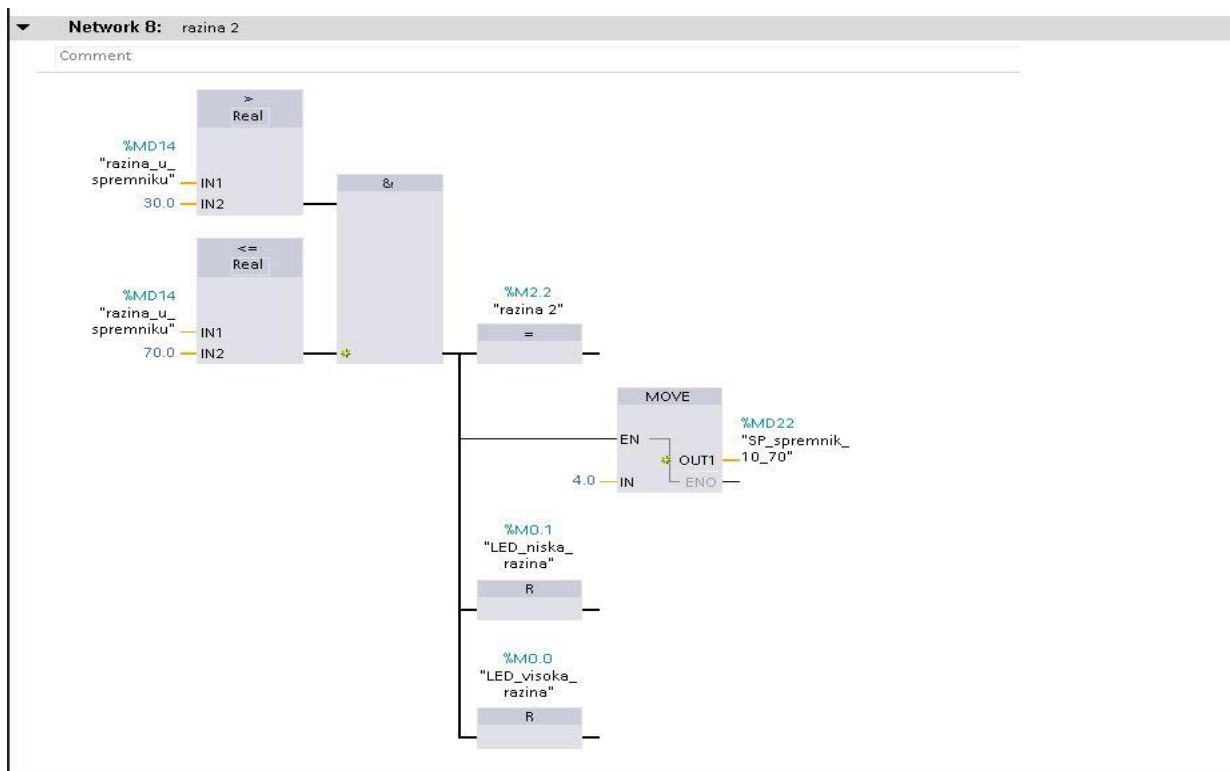 Network 8: razina 2
Comment
>
Real
%MD14
"razina_u_
spremniku"
IN1
30.0
IN2
&
<=
Real
%MD14
"razina_u_
spremniku"
IN1
70.0
IN2
%M2.2
"razina 2"
=
MOVE
EN
%MD22
"SP_spremnik_
10_70"
OUT1
4.0
IN
ENO
%M0.1
"LED_niska_
razina"
R
%M0.0
"LED_visoka_
razina"
R